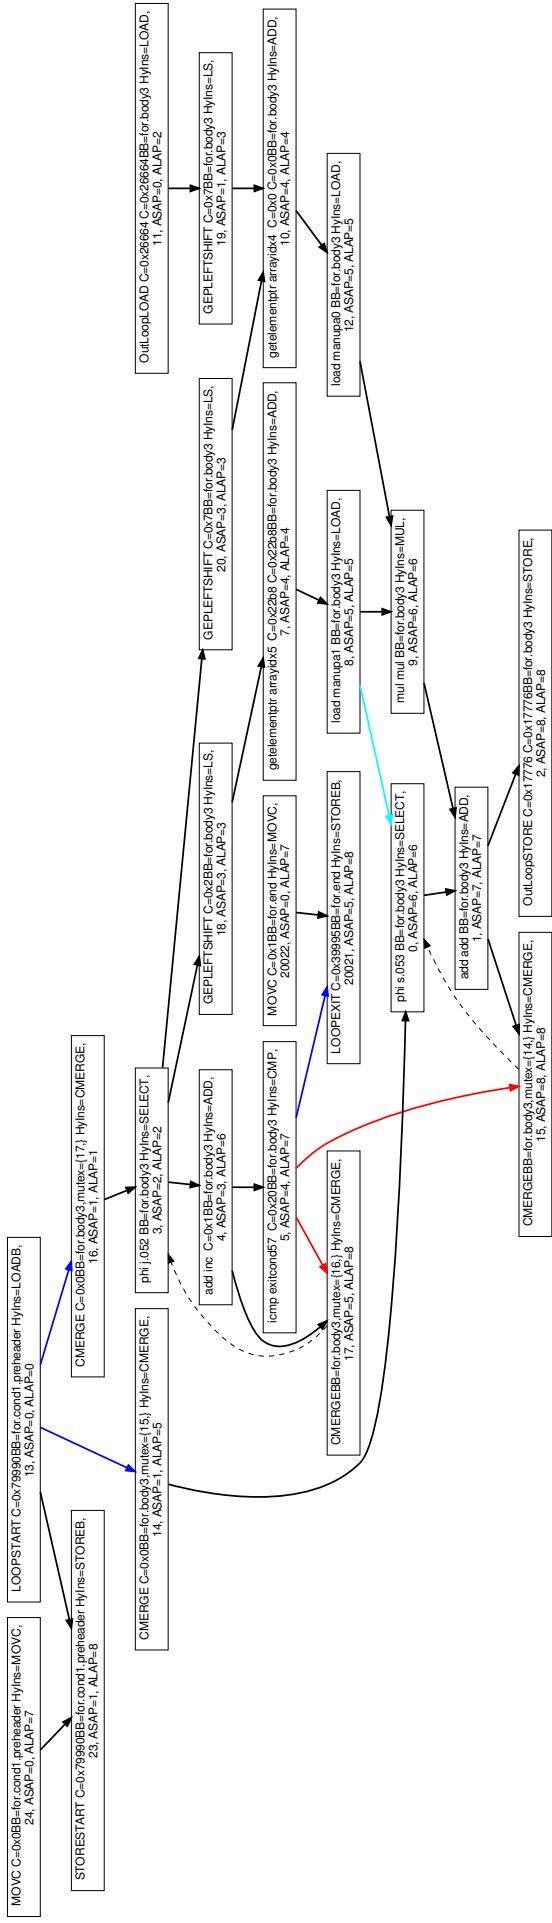 MOVC C=0x0BB=for.cond1.preheader HyIns=MOVC,
24, ASAP=0, ALAP=7
LOOPSTART C=0x79990BB=for.cond1.preheader HyIns=LOADB,
13, ASAP=0, ALAP=0
STORESTART C=0x79990BB=for.cond1.preheader HyIns=STOREB,
23, ASAP=1, ALAP=8
CMERGE C=0x0BB=for.body3,mutex={17,} HyIns=CMERGE,
16, ASAP=1, ALAP=1
CMERGE C=0x0BB=for.body3,mutex={15,} HyIns=CMERGE,
14, ASAP=1, ALAP=5
phi j.052 BB=for.body3 HyIns=SELECT,
3, ASAP=2, ALAP=2
OutLoopLOAD C=0x26664 C=0x26664BB=for.body3 HyIns=LOAD,
11, ASAP=0, ALAP=2
add inc  C=0x1BB=for.body3 HyIns=ADD,
4, ASAP=3, ALAP=6
GEPLEFTSHIFT C=0x2BB=for.body3 HyIns=LS,
18, ASAP=3, ALAP=3
GEPLEFTSHIFT C=0x7BB=for.body3 HyIns=LS,
20, ASAP=3, ALAP=3
GEPLEFTSHIFT C=0x7BB=for.body3 HyIns=LS,
19, ASAP=1, ALAP=3
icmp exitcond57  C=0x20BB=for.body3 HyIns=CMP,
5, ASAP=4, ALAP=7
MOVC C=0x1BB=for.end HyIns=MOVC,
20022, ASAP=0, ALAP=7
getelementptr arrayidx5  C=0x22b8 C=0x22b8BB=for.body3 HyIns=ADD,
7, ASAP=4, ALAP=4
getelementptr arrayidx4  C=0x0 C=0x0BB=for.body3 HyIns=ADD,
10, ASAP=4, ALAP=4
CMERGEBB=for.body3,mutex={16,} HyIns=CMERGE,
17, ASAP=5, ALAP=8
LOOPEXIT C=0x39995BB=for.end HyIns=STOREB,
20021, ASAP=5, ALAP=8
load manupa1 BB=for.body3 HyIns=LOAD,
8, ASAP=5, ALAP=5
load manupa0 BB=for.body3 HyIns=LOAD,
12, ASAP=5, ALAP=5
phi s.053 BB=for.body3 HyIns=SELECT,
0, ASAP=6, ALAP=6
mul mul BB=for.body3 HyIns=MUL,
9, ASAP=6, ALAP=6
add add BB=for.body3 HyIns=ADD,
1, ASAP=7, ALAP=7
CMERGEBB=for.body3,mutex={14,} HyIns=CMERGE,
15, ASAP=8, ALAP=8
OutLoopSTORE C=0x17776 C=0x17776BB=for.body3 HyIns=STORE,
2, ASAP=8, ALAP=8